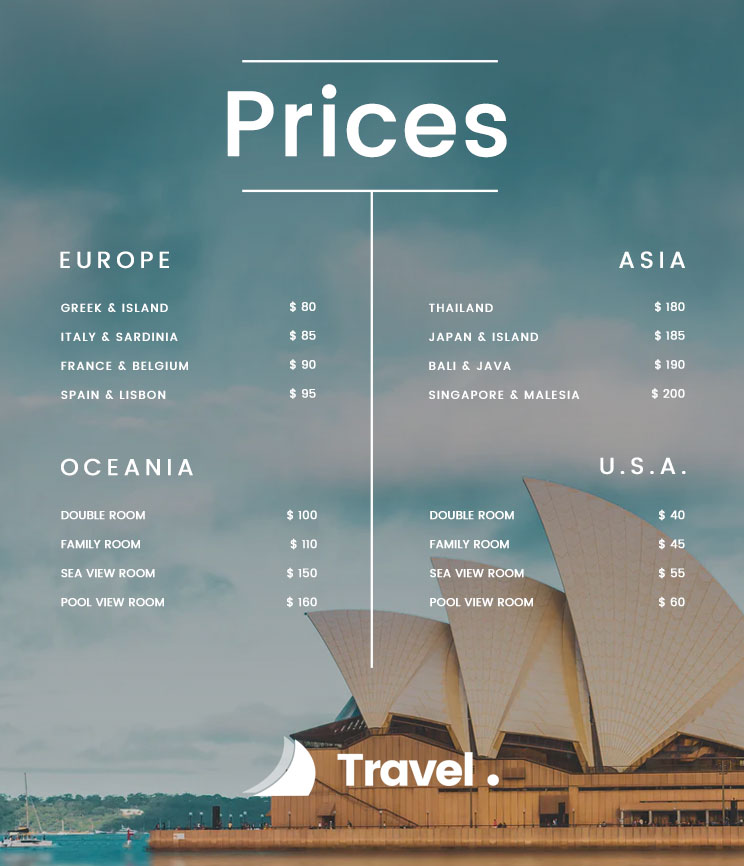 Prices
EUROPE
GREEK & ISLAND $ 80
ITALY & SARDINIA $ 85
FRANCE & BELGIUM $ 90
SPAIN & LISBON $ 95
ASIA
THAILAND $ 180
JAPAN & ISLAND $ 185
BALI & JAVA $ 190
SINGAPORE & MALESIA $ 200
OCEANIA
DOUBLE ROOM $ 100
FAMILY ROOM $ 110
SEA VIEW ROOM $ 150
POOL VIEW ROOM $ 160
U.S.A.
DOUBLE ROOM $ 40
FAMILY ROOM $ 45
SEA VIEW ROOM $ 55
POOL VIEW ROOM $ 60
Travel .